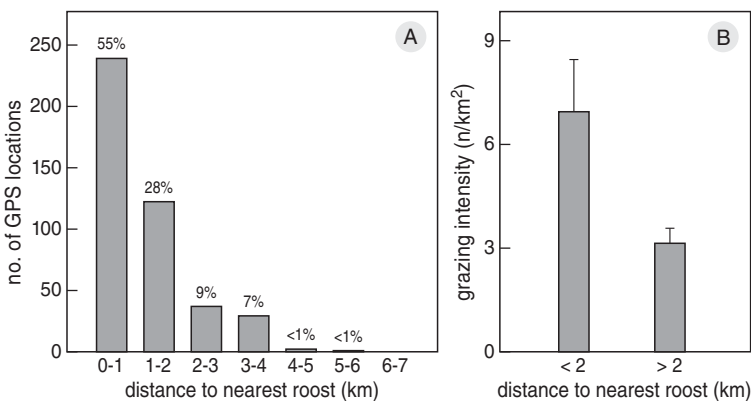 A
no. of GPS locations
250
200
150
100
50
0
55%
28%
9%
7%
<1%
<1%
0-1 1-2 2-3 3-4 4-5 5-6 6-7
distance to nearest roost (km)
B
grazing intensity (n/km²)
9
6
3
0
< 2 > 2
distance to nearest roost (km)